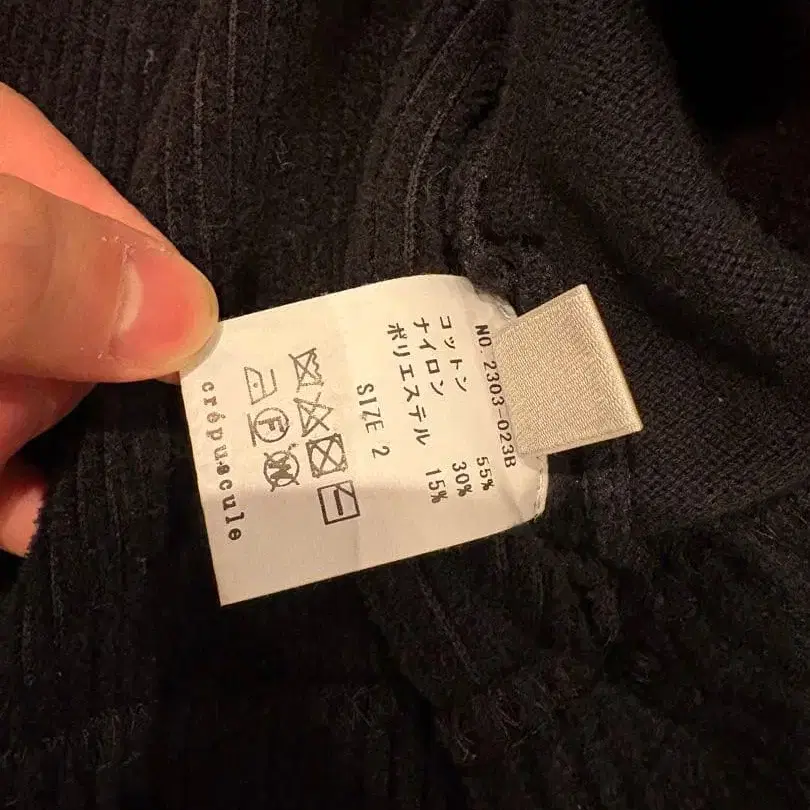 NO. 2303-023B
コットン 55%
ナイロン 30%
ポリエステル 15%
SIZE 2
F
W
crépuscule